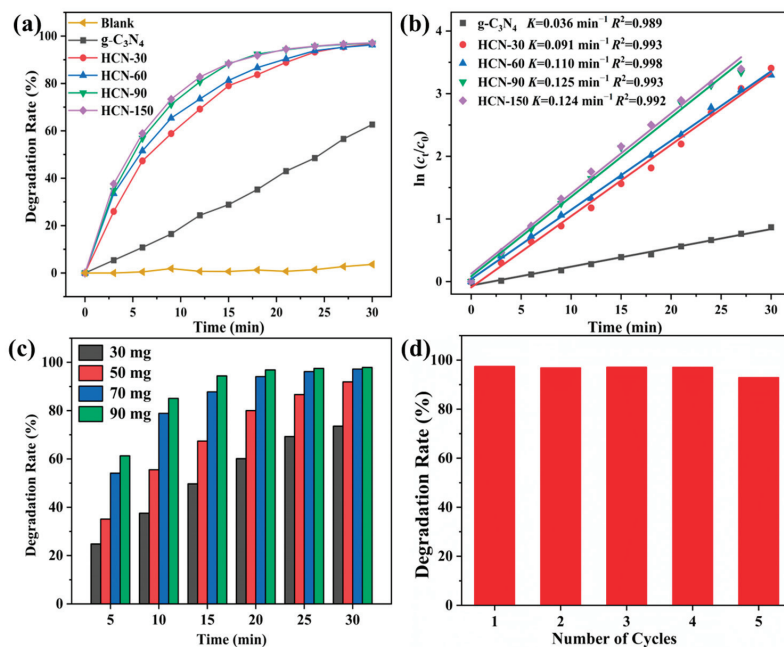 (a)
Blank
g-C₃N₄
HCN-30
HCN-60
HCN-90
HCN-150
100
80
60
40
20
0
Degradation Rate (%)
0 5 10 15 20 25 30
Time (min)
(b)
g-C₃N₄ K=0.036 min⁻¹ R²=0.989
HCN-30 K=0.091 min⁻¹ R²=0.993
HCN-60 K=0.110 min⁻¹ R²=0.998
HCN-90 K=0.125 min⁻¹ R²=0.993
HCN-150 K=0.124 min⁻¹ R²=0.992
4
3
2
1
0
ln (cₜ/c₀)
0 5 10 15 20 25 30
Time (min)
(c)
30 mg
50 mg
70 mg
90 mg
100
80
60
40
20
0
Degradation Rate (%)
5 10 15 20 25 30
Time (min)
(d)
100
80
60
40
20
0
Degradation Rate (%)
1 2 3 4 5
Number of Cycles